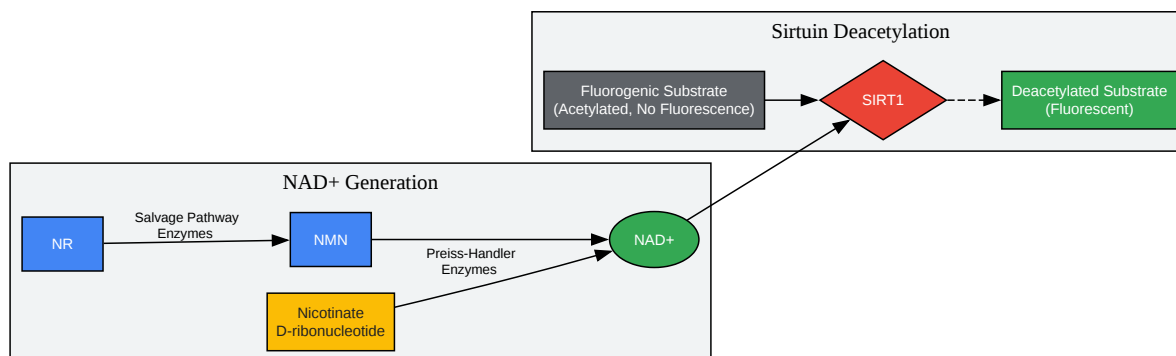 Sirtuin Deacetylation
Fluorogenic Substrate
(Acetylated, No Fluorescence)
SIRT1
Deacetylated Substrate
(Fluorescent)
NAD+ Generation
NR
Salvage Pathway
Enzymes
NMN
Preiss-Handler
Enzymes
NAD+
Nicotinate
D-ribonucleotide